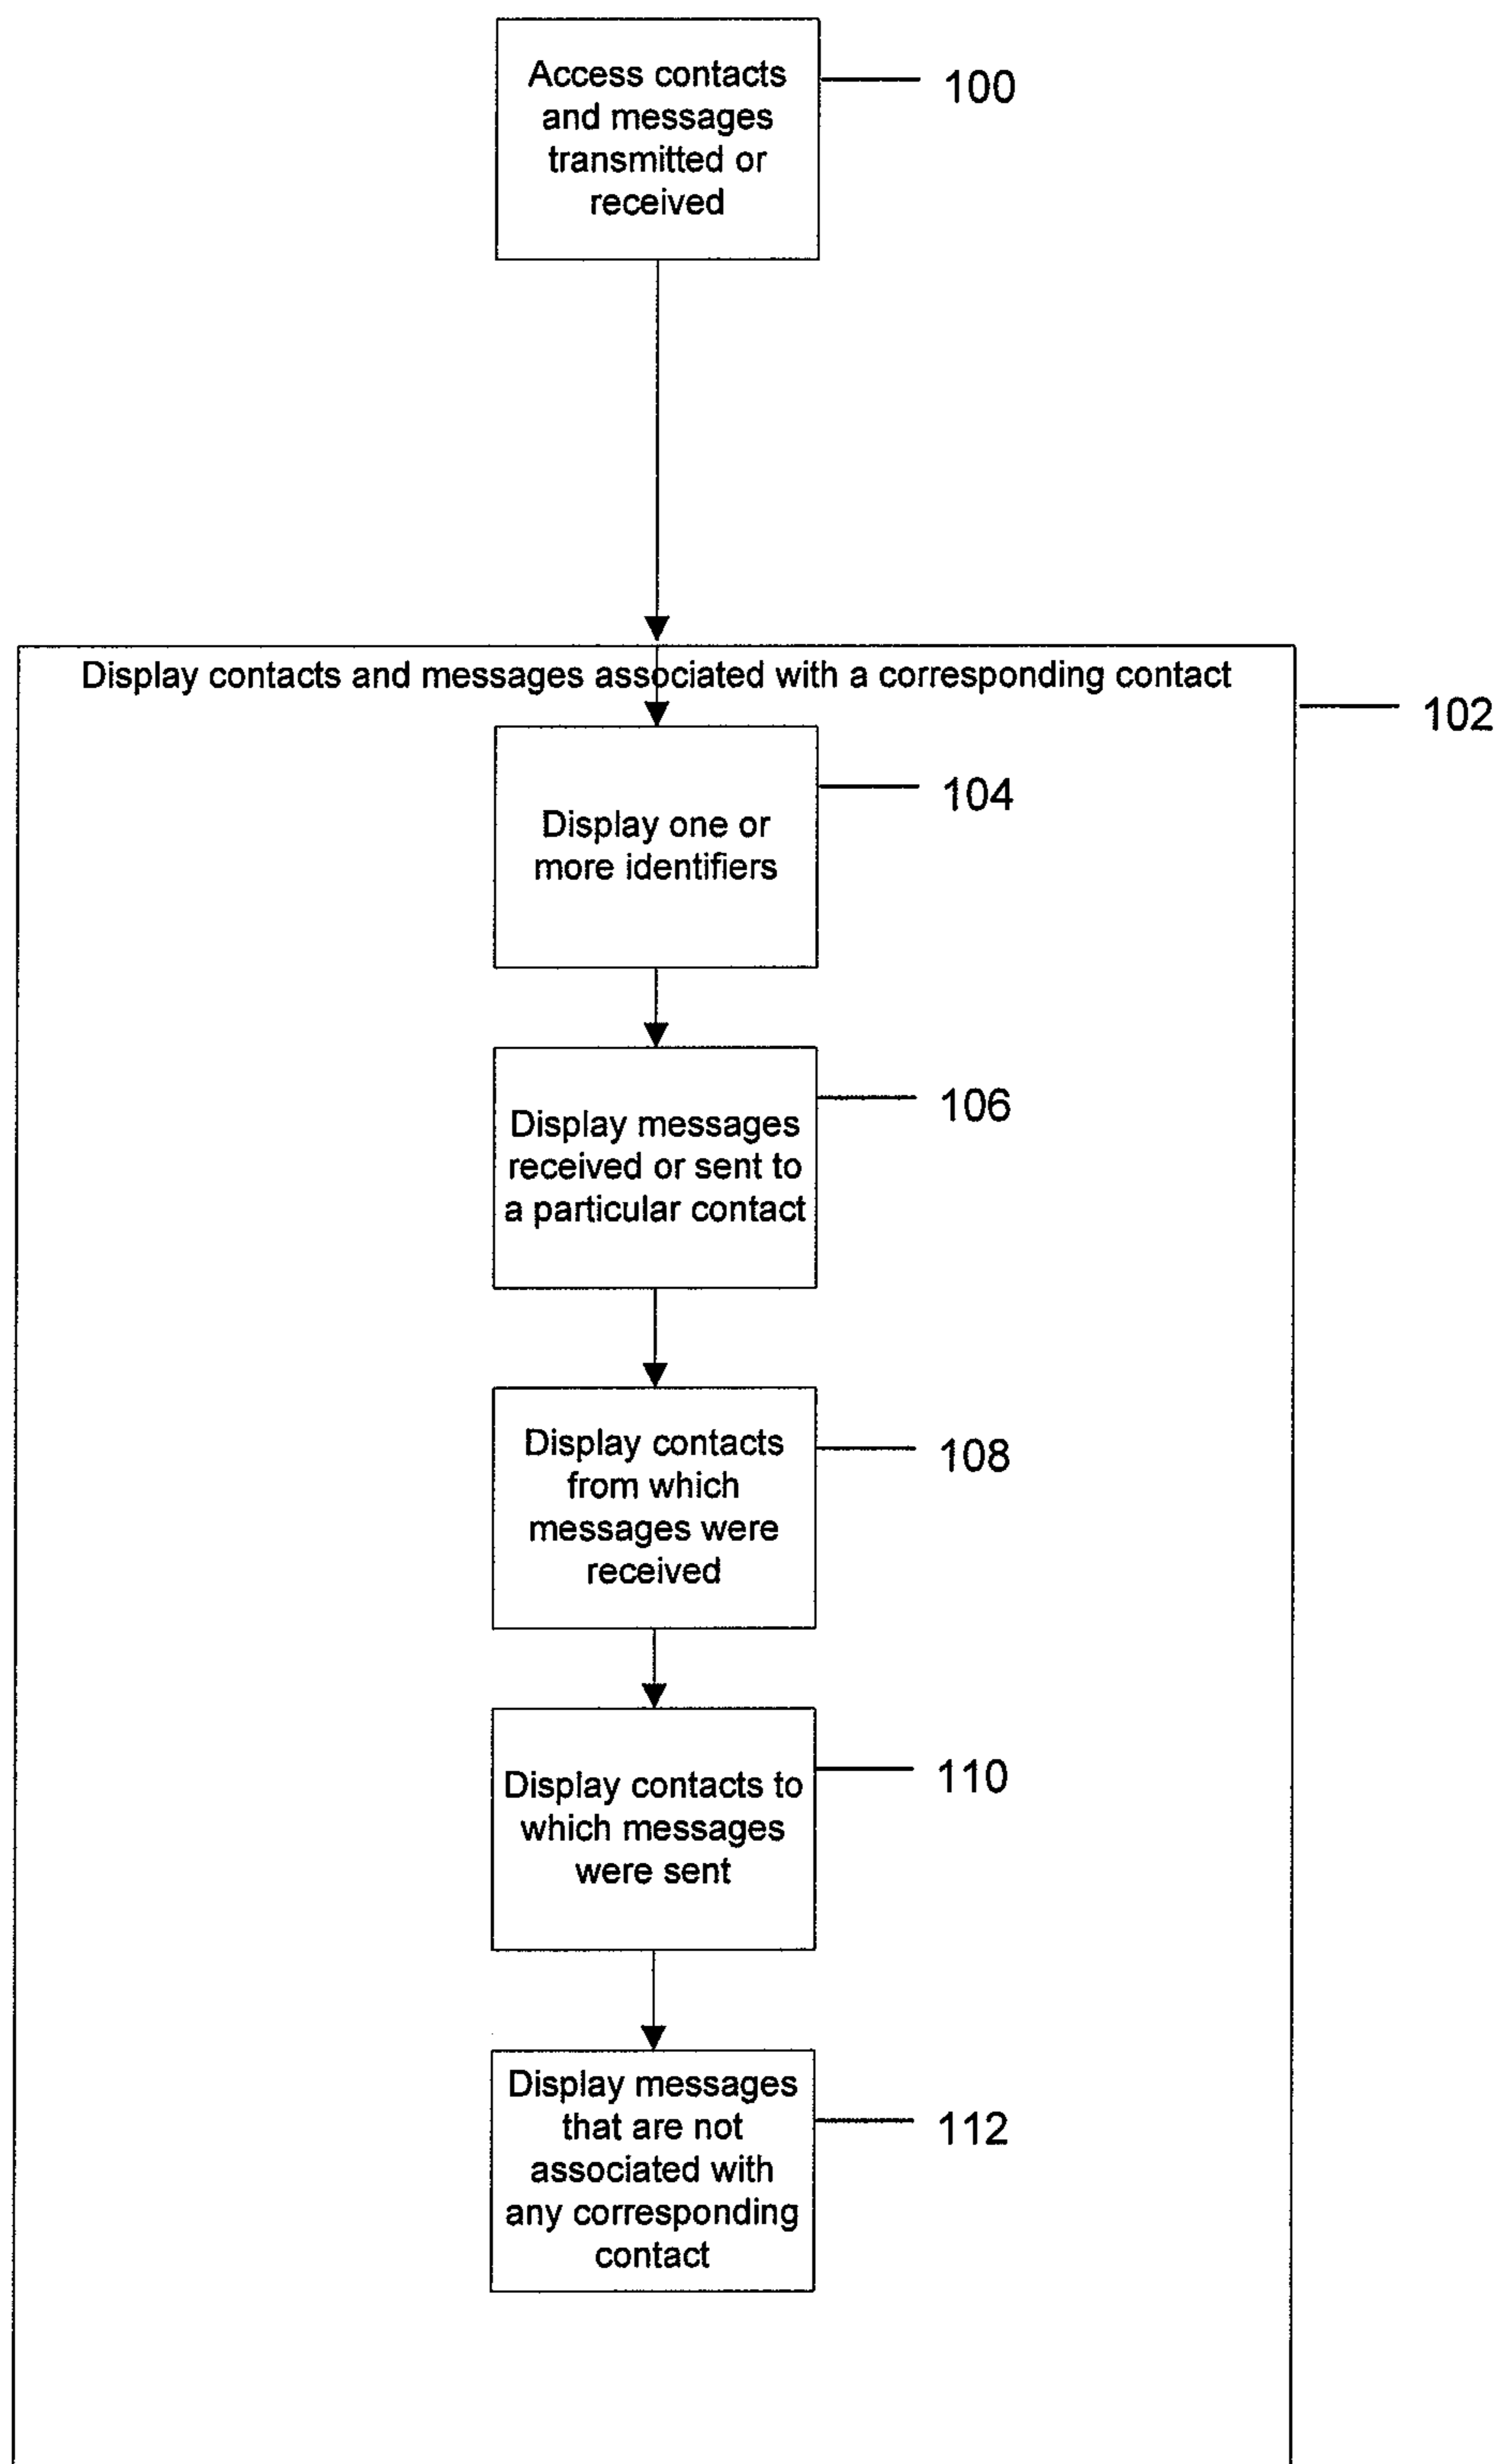 Access contacts
and messages
transmitted or
received
100
Display contacts and messages associated with a corresponding contact
102
Display one or
more identifiers
104
Display messages
received or sent to
a particular contact
106
Display contacts
from which
messages were
received
108
Display contacts to
which messages
were sent
110
Display messages
that are not
associated with
any corresponding
contact
112